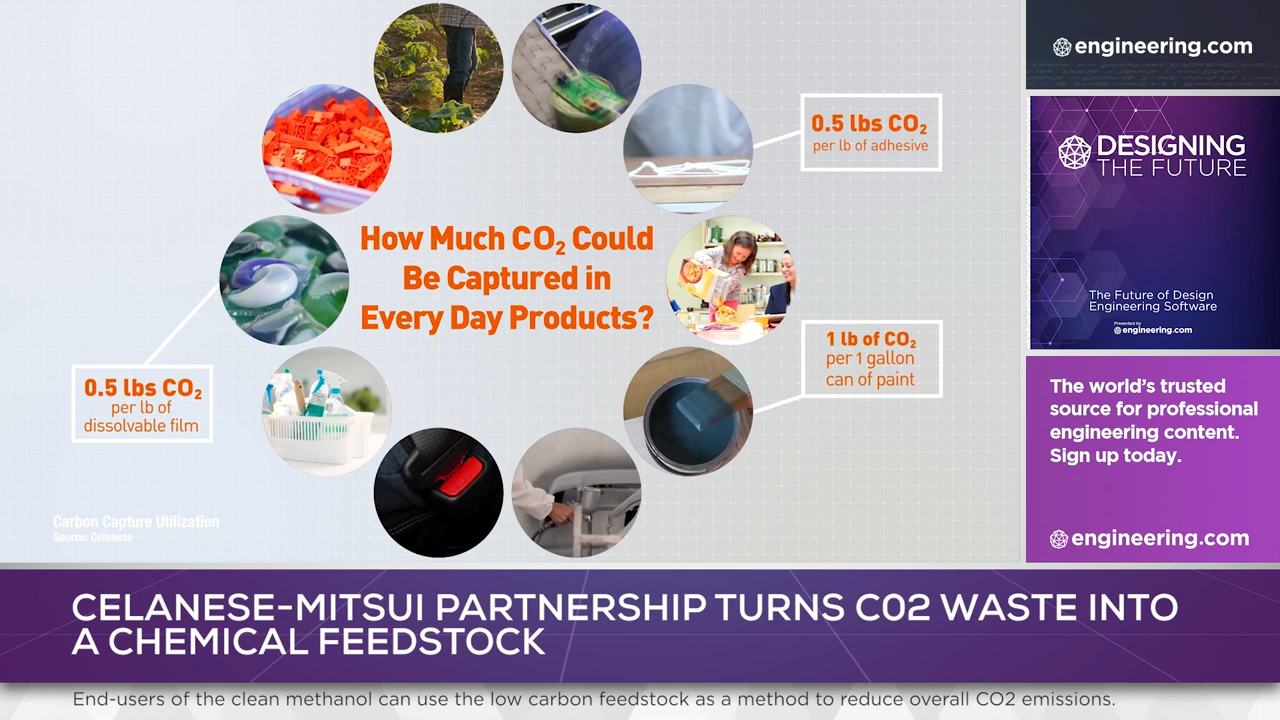 engineering.com
0.5 lbs CO₂
per lb of adhesive
DESIGNING
THE FUTURE
How Much CO₂ Could
Be Captured in
Every Day Products?
The Future of Design
Engineering Software
Presented by
engineering.com
1 lb of CO₂
per 1 gallon
can of paint
0.5 lbs CO₂
per lb of
dissolvable film
The world's trusted
source for professional
engineering content.
Sign up today.
engineering.com
Carbon Capture Utilization
Source: Celanese
CELANESE-MITSUI PARTNERSHIP TURNS C02 WASTE INTO
A CHEMICAL FEEDSTOCK
End-users of the clean methanol can use the low carbon feedstock as a method to reduce overall CO2 emissions.